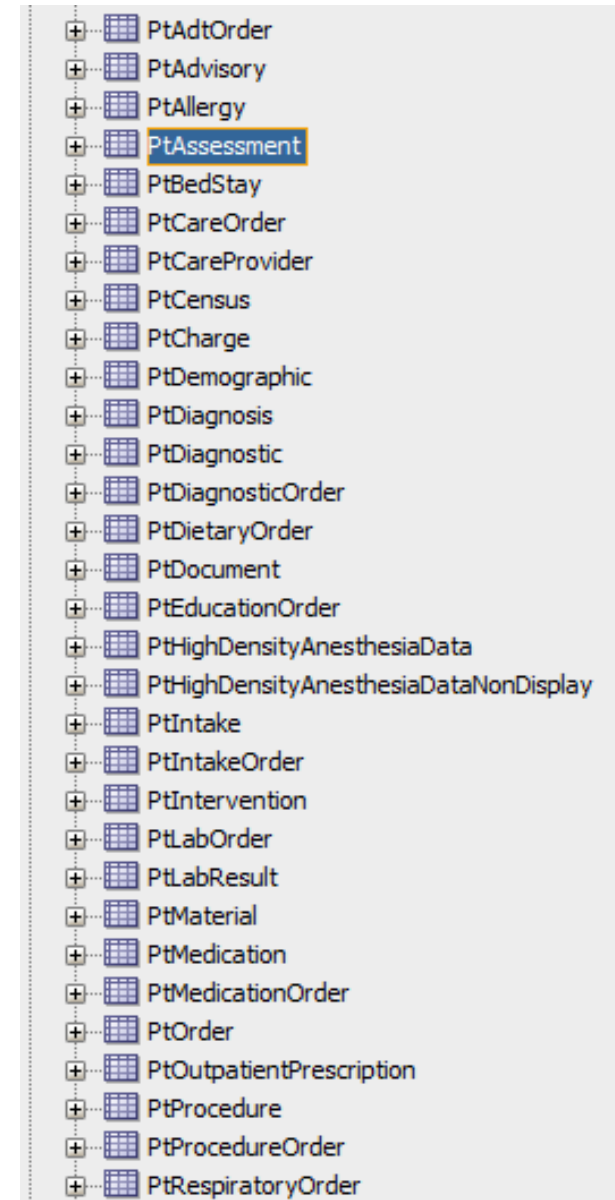 PtAdtOrder
PtAdvisory
PtAllergy
PtAssessment
PtBedStay
PtCareOrder
PtCareProvider
PtCensus
PtCharge
PtDemographic
PtDiagnosis
PtDiagnostic
PtDiagnosticOrder
PtDietaryOrder
PtDocument
PtEducationOrder
PtHighDensityAnesthesiaData
PtHighDensityAnesthesiaDataNonDisplay
PtIntake
PtIntakeOrder
PtIntervention
PtLabOrder
PtLabResult
PtMaterial
PtMedication
PtMedicationOrder
PtOrder
PtOutpatientPrescription
PtProcedure
PtProcedureOrder
PtRespiratoryOrder